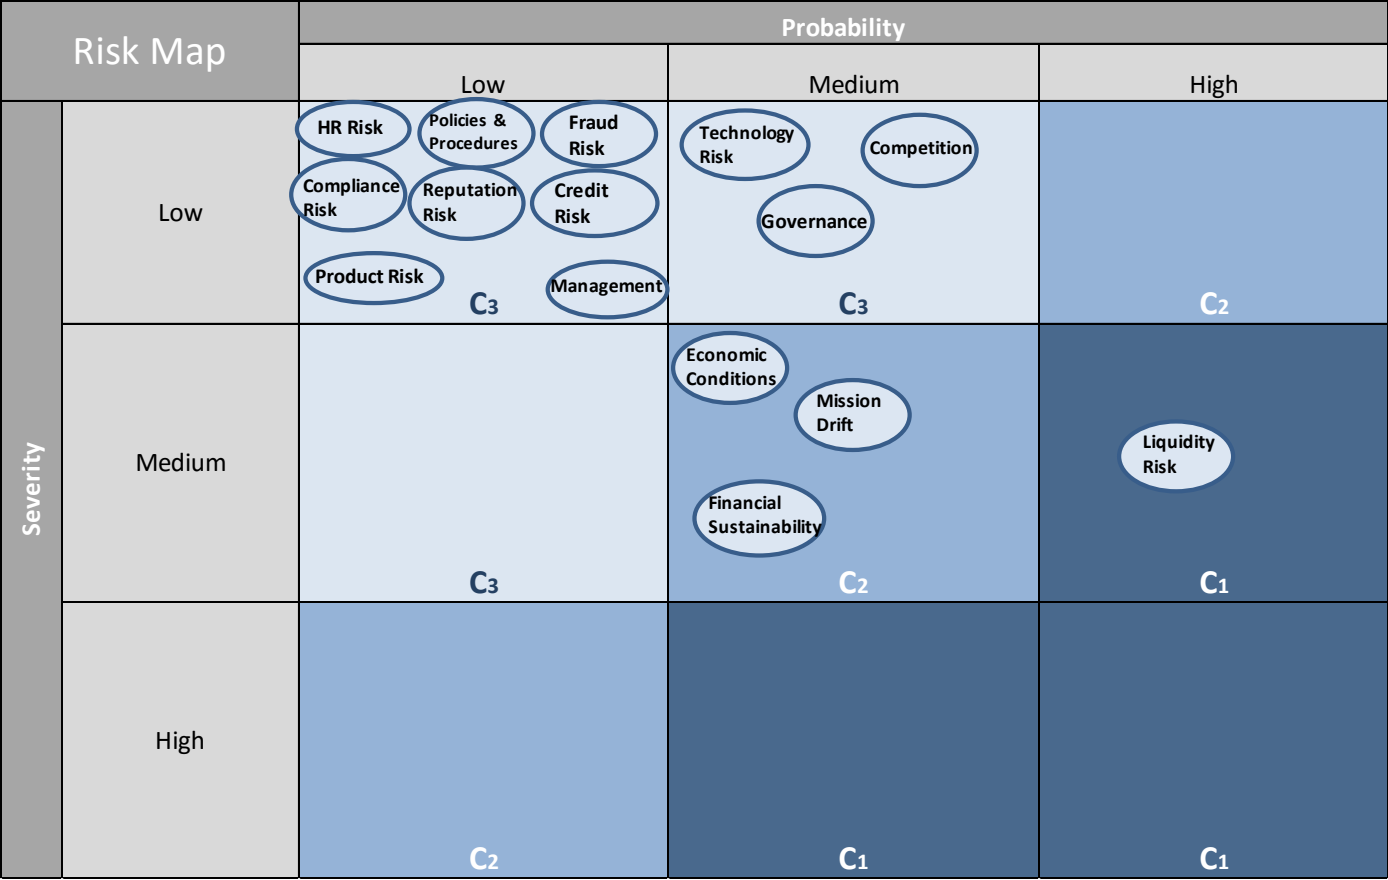 Risk Map
Probability
Low
Medium
High
Severity
Low
HR Risk
Policies &
Procedures
Fraud
Risk
Compliance
Risk
Reputation
Risk
Credit
Risk
Product Risk
Management
C3
Technology
Risk
Competition
Governance
C3
C2
Medium
C3
Economic
Conditions
Mission
Drift
Financial
Sustainability
C2
Liquidity
Risk
C1
High
C2
C1
C1